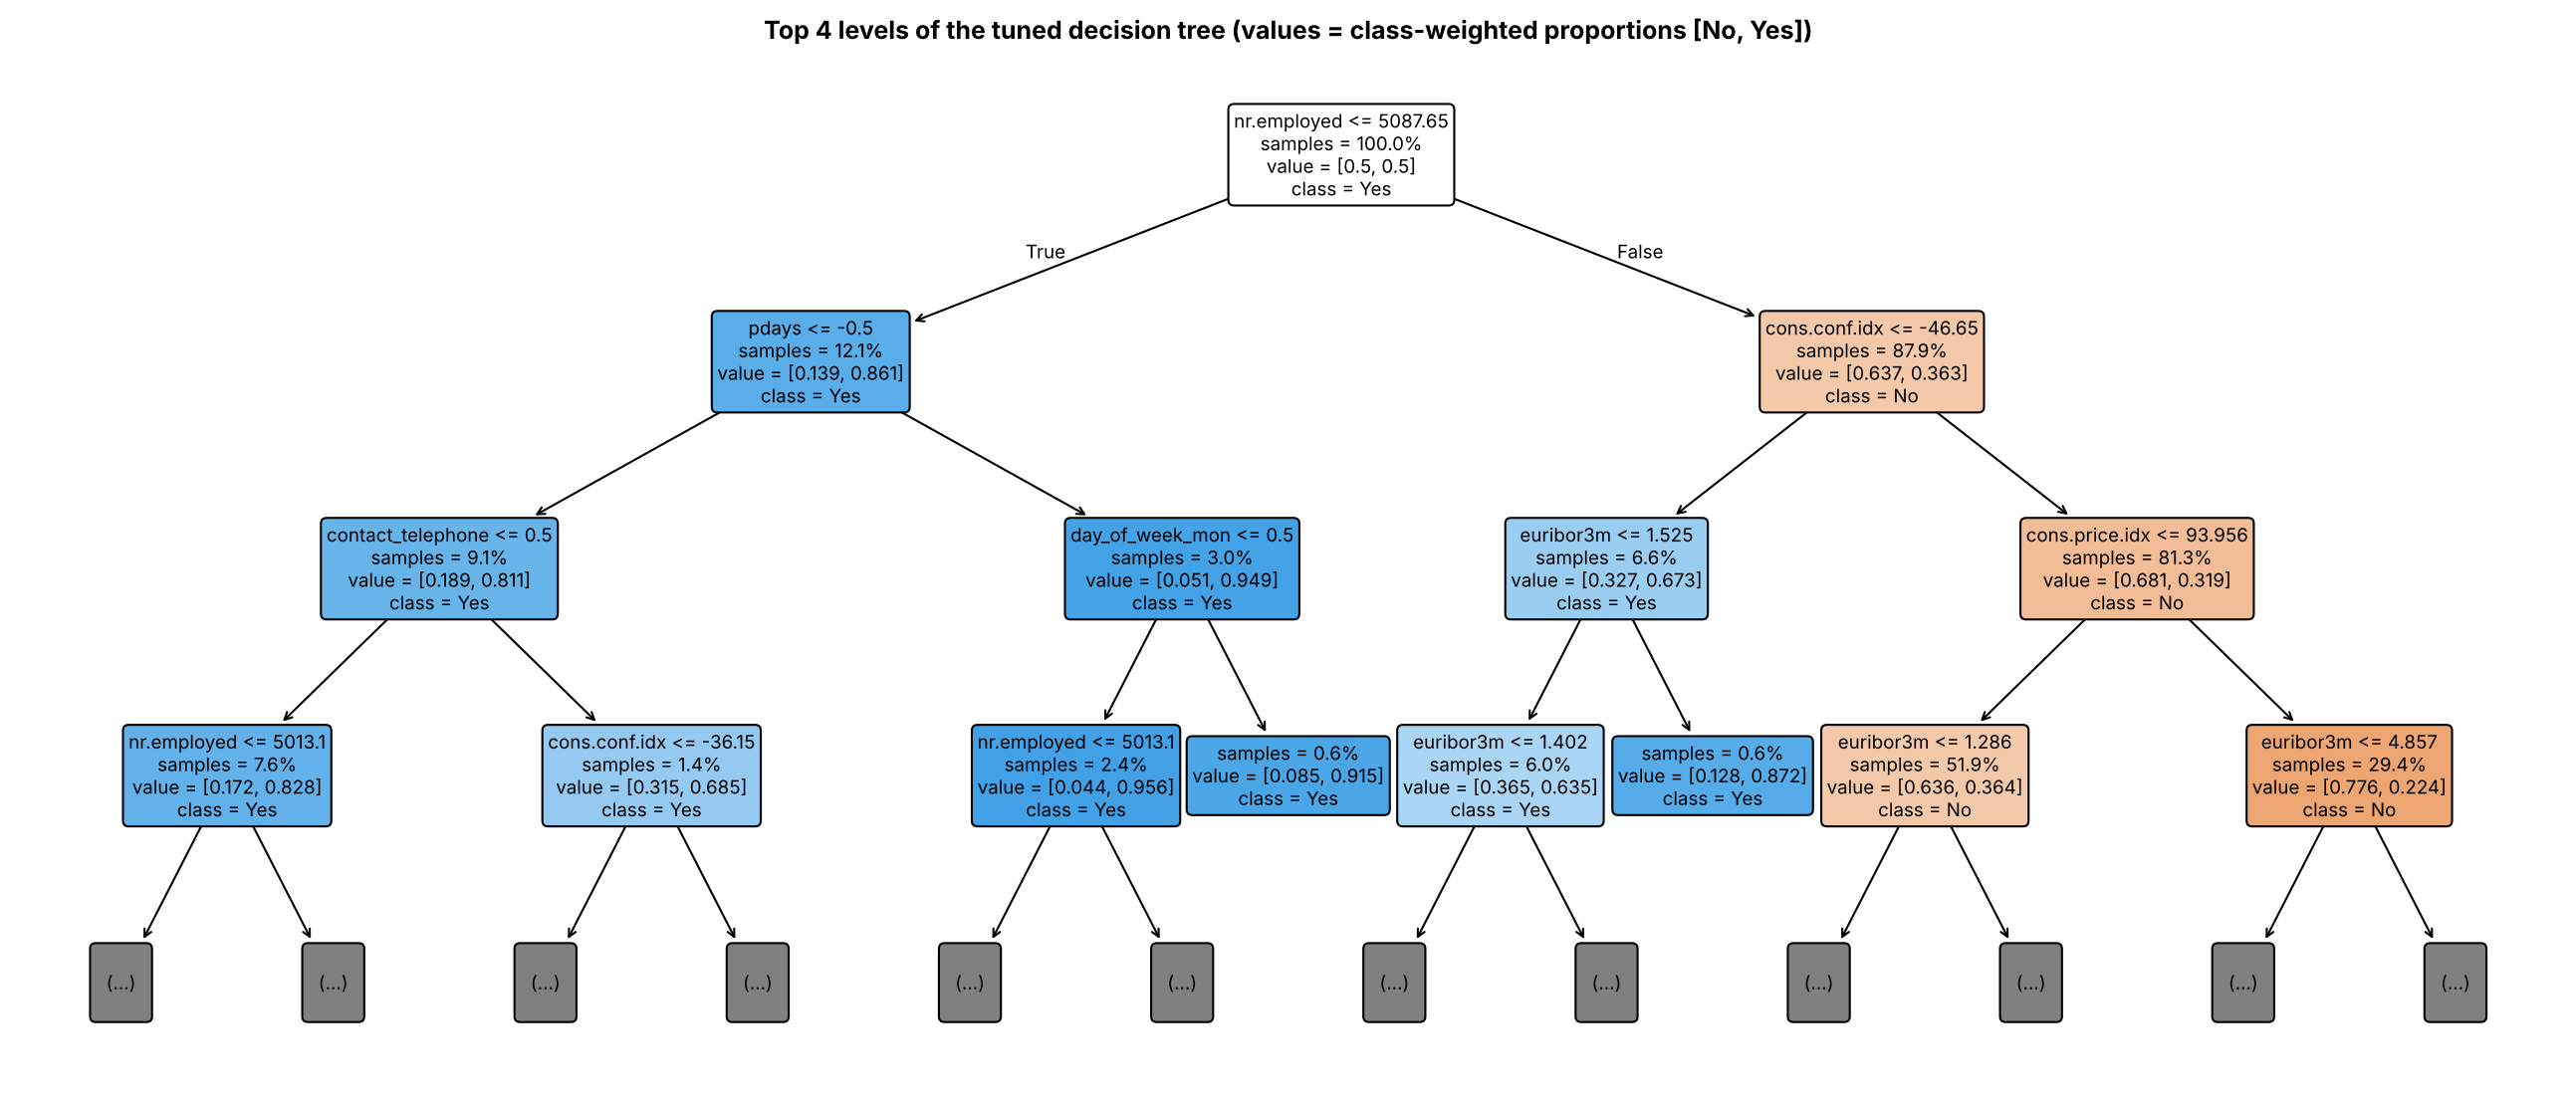 Top 4 levels of the tuned decision tree (values = class-weighted proportions [No, Yes])
nr.employed <= 5087.65
samples = 100.0%
value = [0.5, 0.5]
class = Yes
True
False
pdays <= -0.5
samples = 12.1%
value = [0.139, 0.861]
class = Yes
cons.conf.idx <= -46.65
samples = 87.9%
value = [0.637, 0.363]
class = No
contact_telephone <= 0.5
samples = 9.1%
value = [0.189, 0.811]
class = Yes
day_of_week_mon <= 0.5
samples = 3.0%
value = [0.051, 0.949]
class = Yes
euribor3m <= 1.525
samples = 6.6%
value = [0.327, 0.673]
class = Yes
cons.price.idx <= 93.956
samples = 81.3%
value = [0.681, 0.319]
class = No
nr.employed <= 5013.1
samples = 7.6%
value = [0.172, 0.828]
class = Yes
cons.conf.idx <= -36.15
samples = 1.4%
value = [0.315, 0.685]
class = Yes
nr.employed <= 5013.1
samples = 2.4%
value = [0.044, 0.956]
class = Yes
samples = 0.6%
value = [0.085, 0.915]
class = Yes
euribor3m <= 1.402
samples = 6.0%
value = [0.365, 0.635]
class = Yes
samples = 0.6%
value = [0.128, 0.872]
class = Yes
euribor3m <= 1.286
samples = 51.9%
value = [0.636, 0.364]
class = No
euribor3m <= 4.857
samples = 29.4%
value = [0.776, 0.224]
class = No
(...)
(...)
(...)
(...)
(...)
(...)
(...)
(...)
(...)
(...)
(...)
(...)